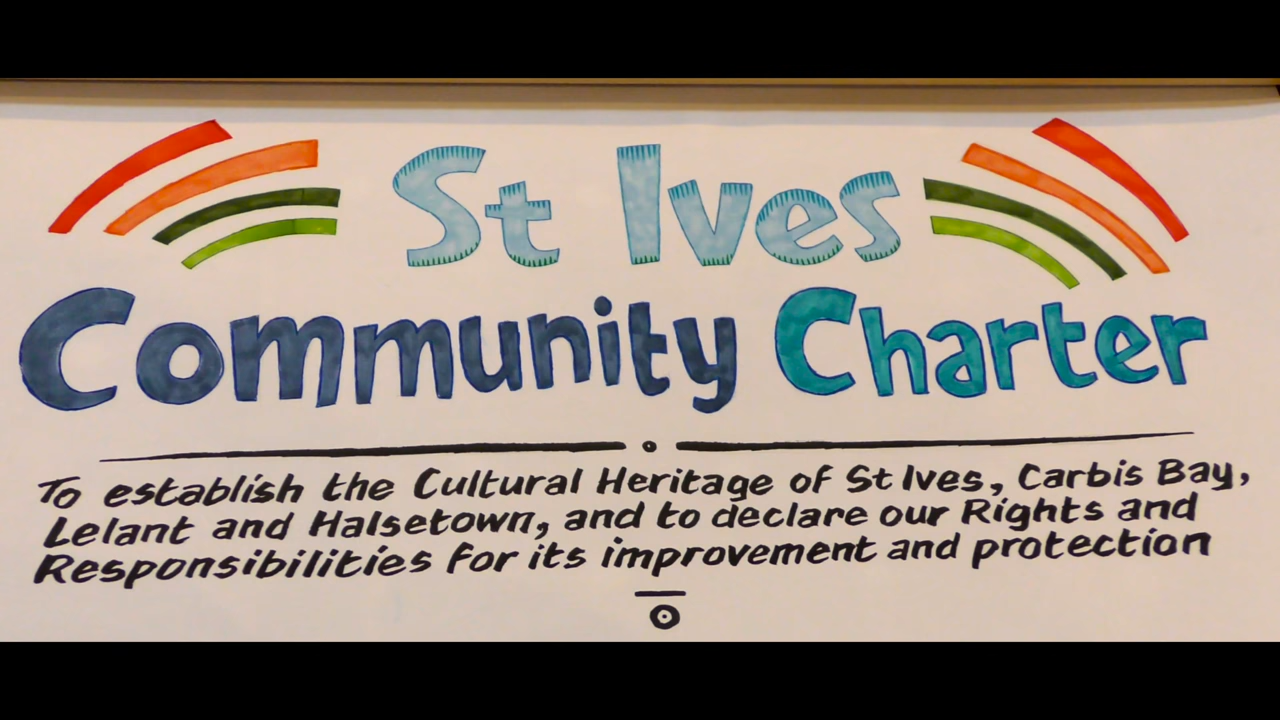 St Ives
Community Charter
To establish the Cultural Heritage of St Ives, Carbis Bay,
Lelant and Halsetown, and to declare our Rights and
Responsibilities for its improvement and protection